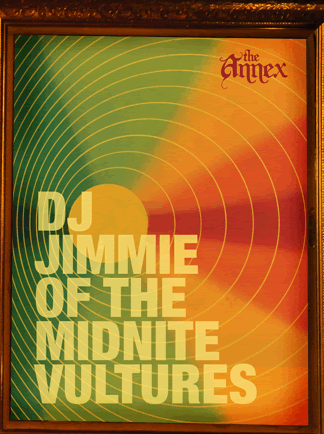 the
Annex
DJ
JIMMIE
OF THE
MIDNITE
VULTURES